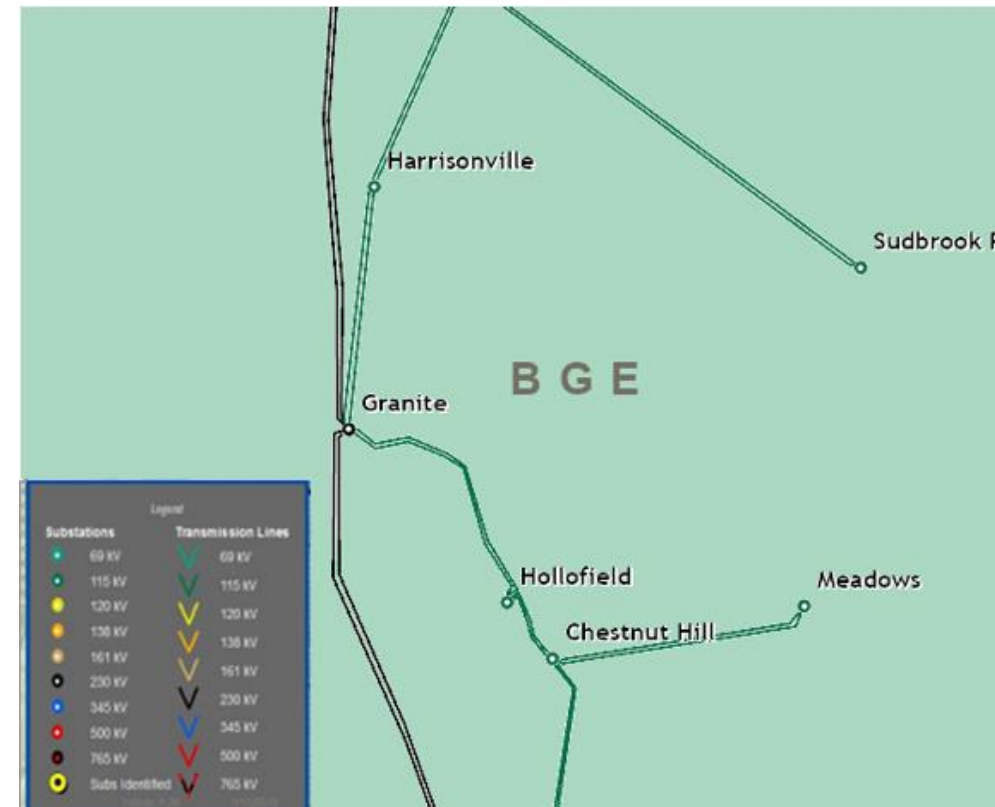 Harrisonville
Sudbrook
B G E
Granite
Hollofield
Meadows
Chestnut Hill
Legend
Substations Transmission Lines
69 kV 69 kV
115 kV 115 kV
120 kV 120 kV
138 kV 138 kV
161 kV 161 kV
230 kV 230 kV
345 kV 345 kV
500 kV 500 kV
765 kV 765 kV
Subs Identified